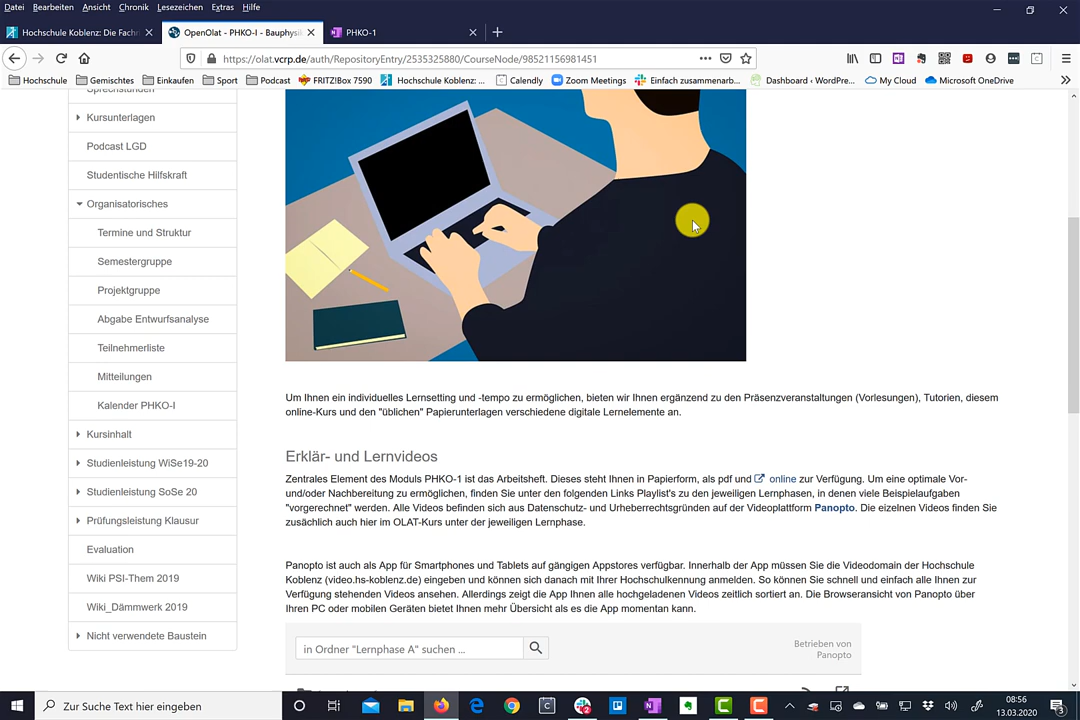 Datei Bearbeiten Ansicht Chronik Lesezeichen Extras Hilfe
Hochschule Koblenz: Die Fachh
OpenOlat - PHKO-I - Bauphysik
PHKO-1
https://olat.vcrp.de/auth/RepositoryEntry/2535325880/CourseNode/98521156981451
Hochschule Gemischtes Einkaufen Sport Podcast FRITZ!Box 7590 Hochschule Koblenz: ... Calendly Zoom Meetings Einfach zusammenarb... Dashboard ‹ WordPre... My Cloud Microsoft OneDrive
Sprechstunden
Kursunterlagen
Podcast LGD
Studentische Hilfskraft
Organisatorisches
Termine und Struktur
Semestergruppe
Projektgruppe
Abgabe Entwurfsanalyse
Teilnehmerliste
Mitteilungen
Kalender PHKO-I
Kursinhalt
Studienleistung WiSe19-20
Studienleistung SoSe 20
Prüfungsleistung Klausur
Evaluation
Wiki PSI-Them 2019
Wiki_Dämmwerk 2019
Nicht verwendete Baustein
Um Ihnen ein individuelles Lernsetting und -tempo zu ermöglichen, bieten wir Ihnen ergänzend zu den Präsenzveranstaltungen (Vorlesungen), Tutorien, diesem
online-Kurs und den "üblichen" Papierunterlagen verschiedene digitale Lernelemente an.
Erklär- und Lernvideos
Zentrales Element des Moduls PHKO-1 ist das Arbeitsheft. Dieses steht Ihnen in Papierform, als pdf und online zur Verfügung. Um eine optimale Vor-
und/oder Nachbereitung zu ermöglichen, finden Sie unter den folgenden Links Playlist's zu den jeweiligen Lernphasen, in denen viele Beispielaufgaben
"vorgerechnet" werden. Alle Videos befinden sich aus Datenschutz- und Urheberrechtsgründen auf der Videoplattform Panopto. Die eizelnen Videos finden Sie
zusätzlich auch hier im OLAT-Kurs unter der jeweiligen Lernphase.
Panopto ist auch als App für Smartphones und Tablets auf gängigen Appstores verfügbar. Innerhalb der App müssen Sie die Videodomain der Hochschule
Koblenz (video.hs-koblenz.de) eingeben und können sich danach mit Ihrer Hochschulkennung anmelden. So können Sie schnell und einfach alle Ihnen zur
Verfügung stehenden Videos ansehen. Allerdings zeigt die App Ihnen alle hochgeladenen Videos zeitlich sortiert an. Die Browseransicht von Panopto über
Ihren PC oder mobilen Geräten bietet Ihnen mehr Übersicht als es die App momentan kann.
in Ordner "Lernphase A" suchen ...
Betrieben von
Panopto
Zur Suche Text hier eingeben
08:56
13.03.2020
3